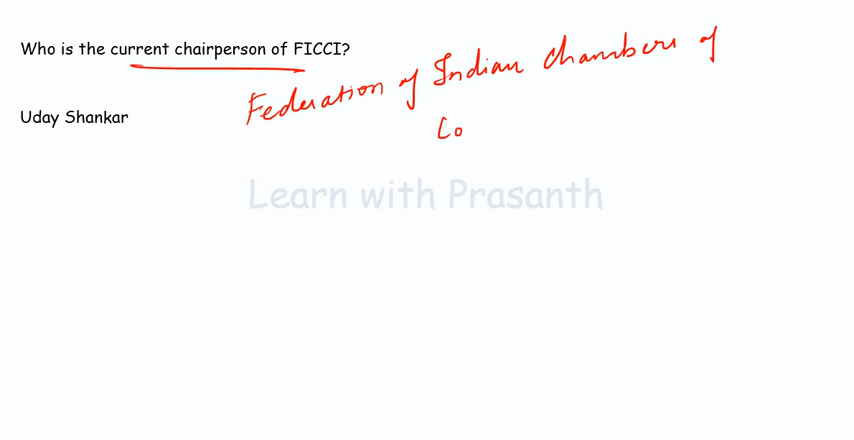 Who is the current chairperson of FICCI?
Federation of Indian Chambers of
Co
Uday Shankar
Learn with Prasanth